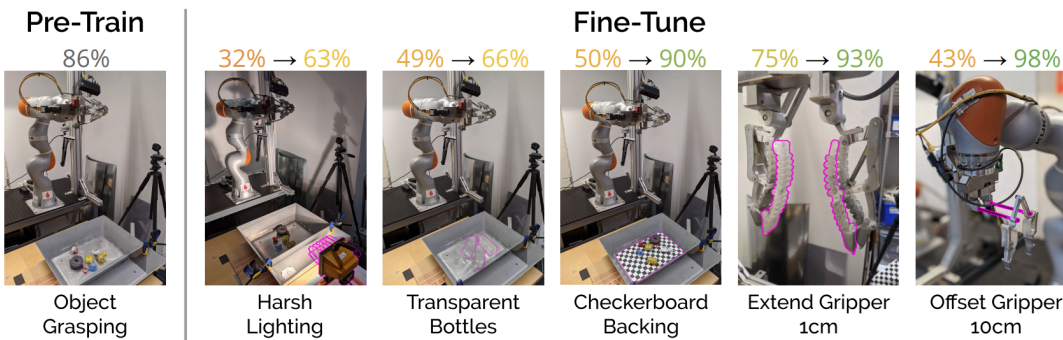 Pre-Train
Fine-Tune
86%
32% → 63%
49% → 66%
50% → 90%
75% → 93%
43% → 98%
Object
Grasping
Harsh
Lighting
Transparent
Bottles
Checkerboard
Backing
Extend Gripper
1cm
Offset Gripper
10cm